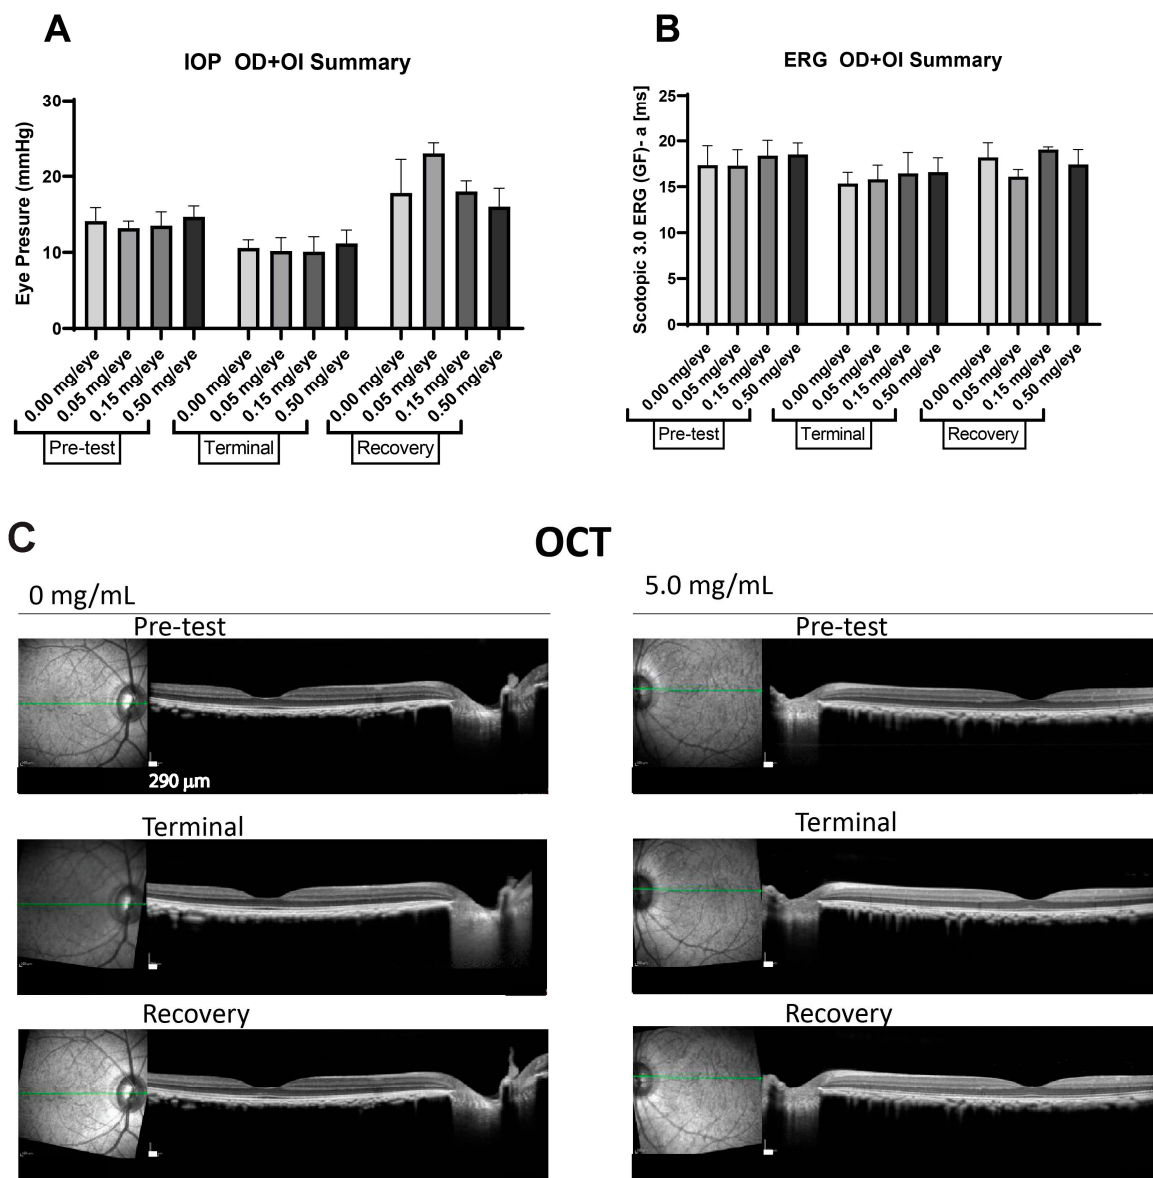 A
IOP OD+OI Summary
Eye Presure (mmHg)
30
20
10
0
0.00 mg/eye
0.05 mg/eye
0.15 mg/eye
0.50 mg/eye
0.00 mg/eye
0.05 mg/eye
0.15 mg/eye
0.50 mg/eye
0.00 mg/eye
0.05 mg/eye
0.15 mg/eye
0.50 mg/eye
Pre-test
Terminal
Recovery
B
ERG OD+OI Summary
Scotopic 3.0 ERG (GF)- a [ms]
25
20
15
10
5
0
0.00 mg/eye
0.05 mg/eye
0.15 mg/eye
0.50 mg/eye
0.00 mg/eye
0.05 mg/eye
0.15 mg/eye
0.50 mg/eye
0.00 mg/eye
0.05 mg/eye
0.15 mg/eye
0.50 mg/eye
Pre-test
Terminal
Recovery
C
OCT
0 mg/mL
Pre-test
290 µm
Terminal
Recovery
5.0 mg/mL
Pre-test
Terminal
Recovery